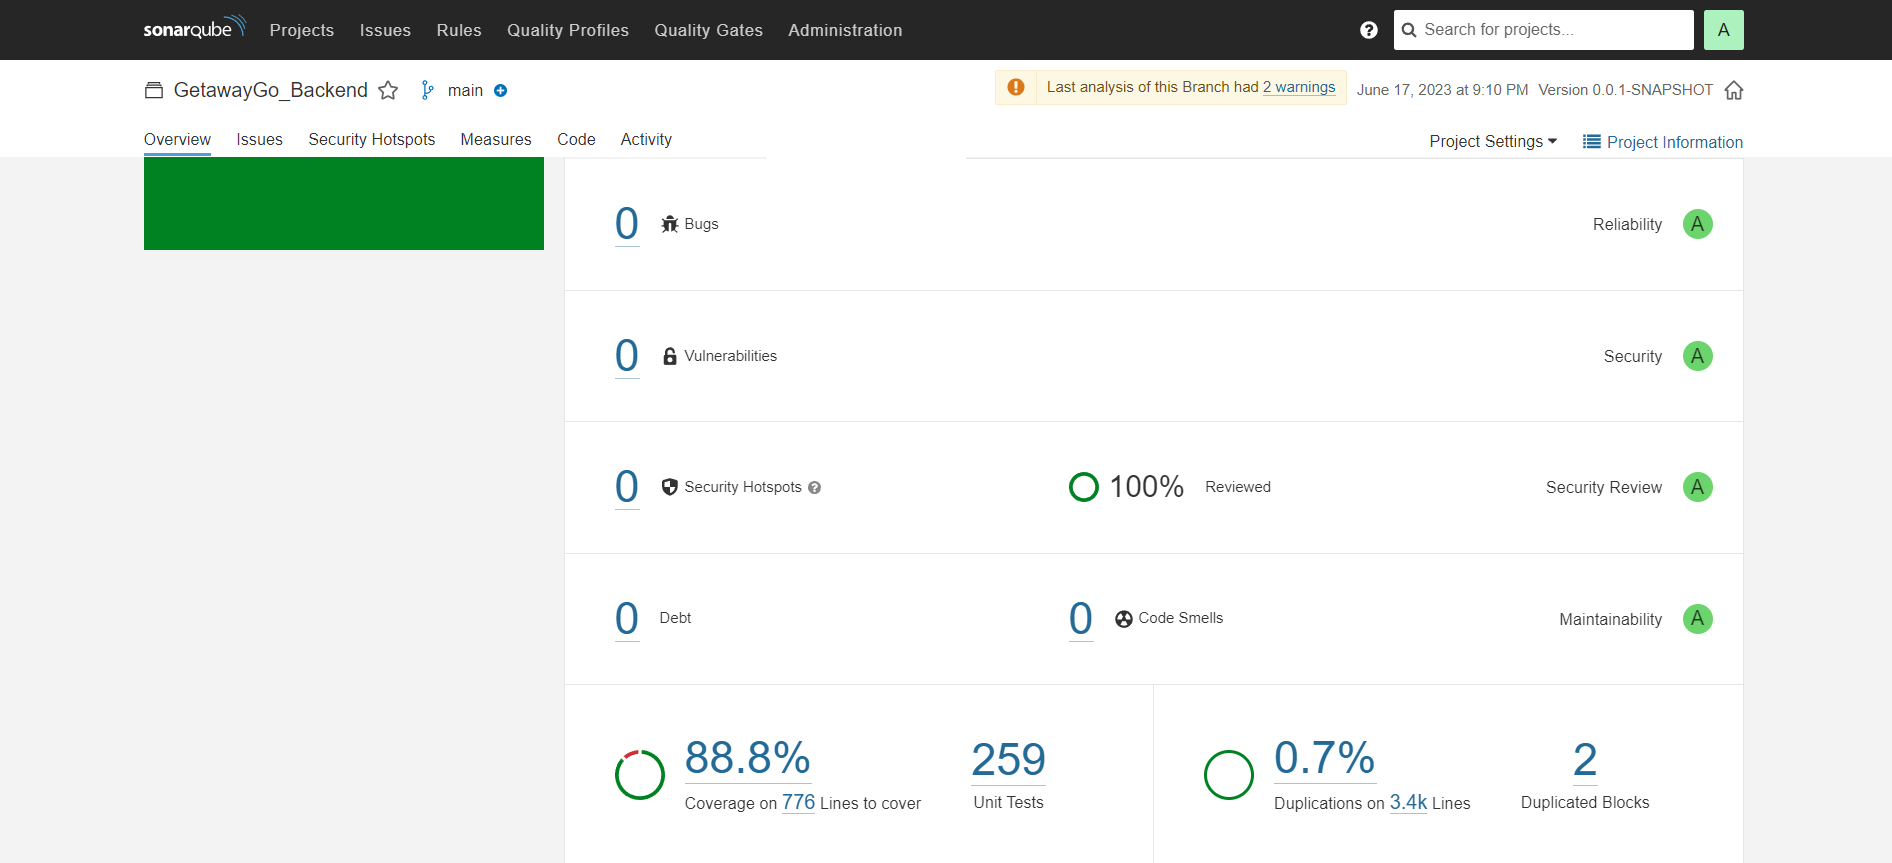 sonarqube Projects Issues Rules Quality Profiles Quality Gates Administration ? Search for projects... A
GetawayGo_Backend main Last analysis of this Branch had 2 warnings June 17, 2023 at 9:10 PM Version 0.0.1-SNAPSHOT
Overview Issues Security Hotspots Measures Code Activity Project Settings Project Information
0 Bugs Reliability A
0 Vulnerabilities Security A
0 Security Hotspots ? 100% Reviewed Security Review A
0 Debt 0 Code Smells Maintainability A
88.8% 259 0.7% 2
Coverage on 776 Lines to cover Unit Tests Duplications on 3.4k Lines Duplicated Blocks